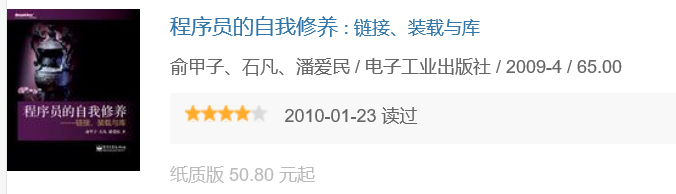 程序员的自我修养 : 链接、装载与库
俞甲子、石凡、潘爱民 / 电子工业出版社 / 2009-4 / 65.00
2010-01-23 读过
纸质版 50.80 元起
程序员的自我修养
——链接、装载与库